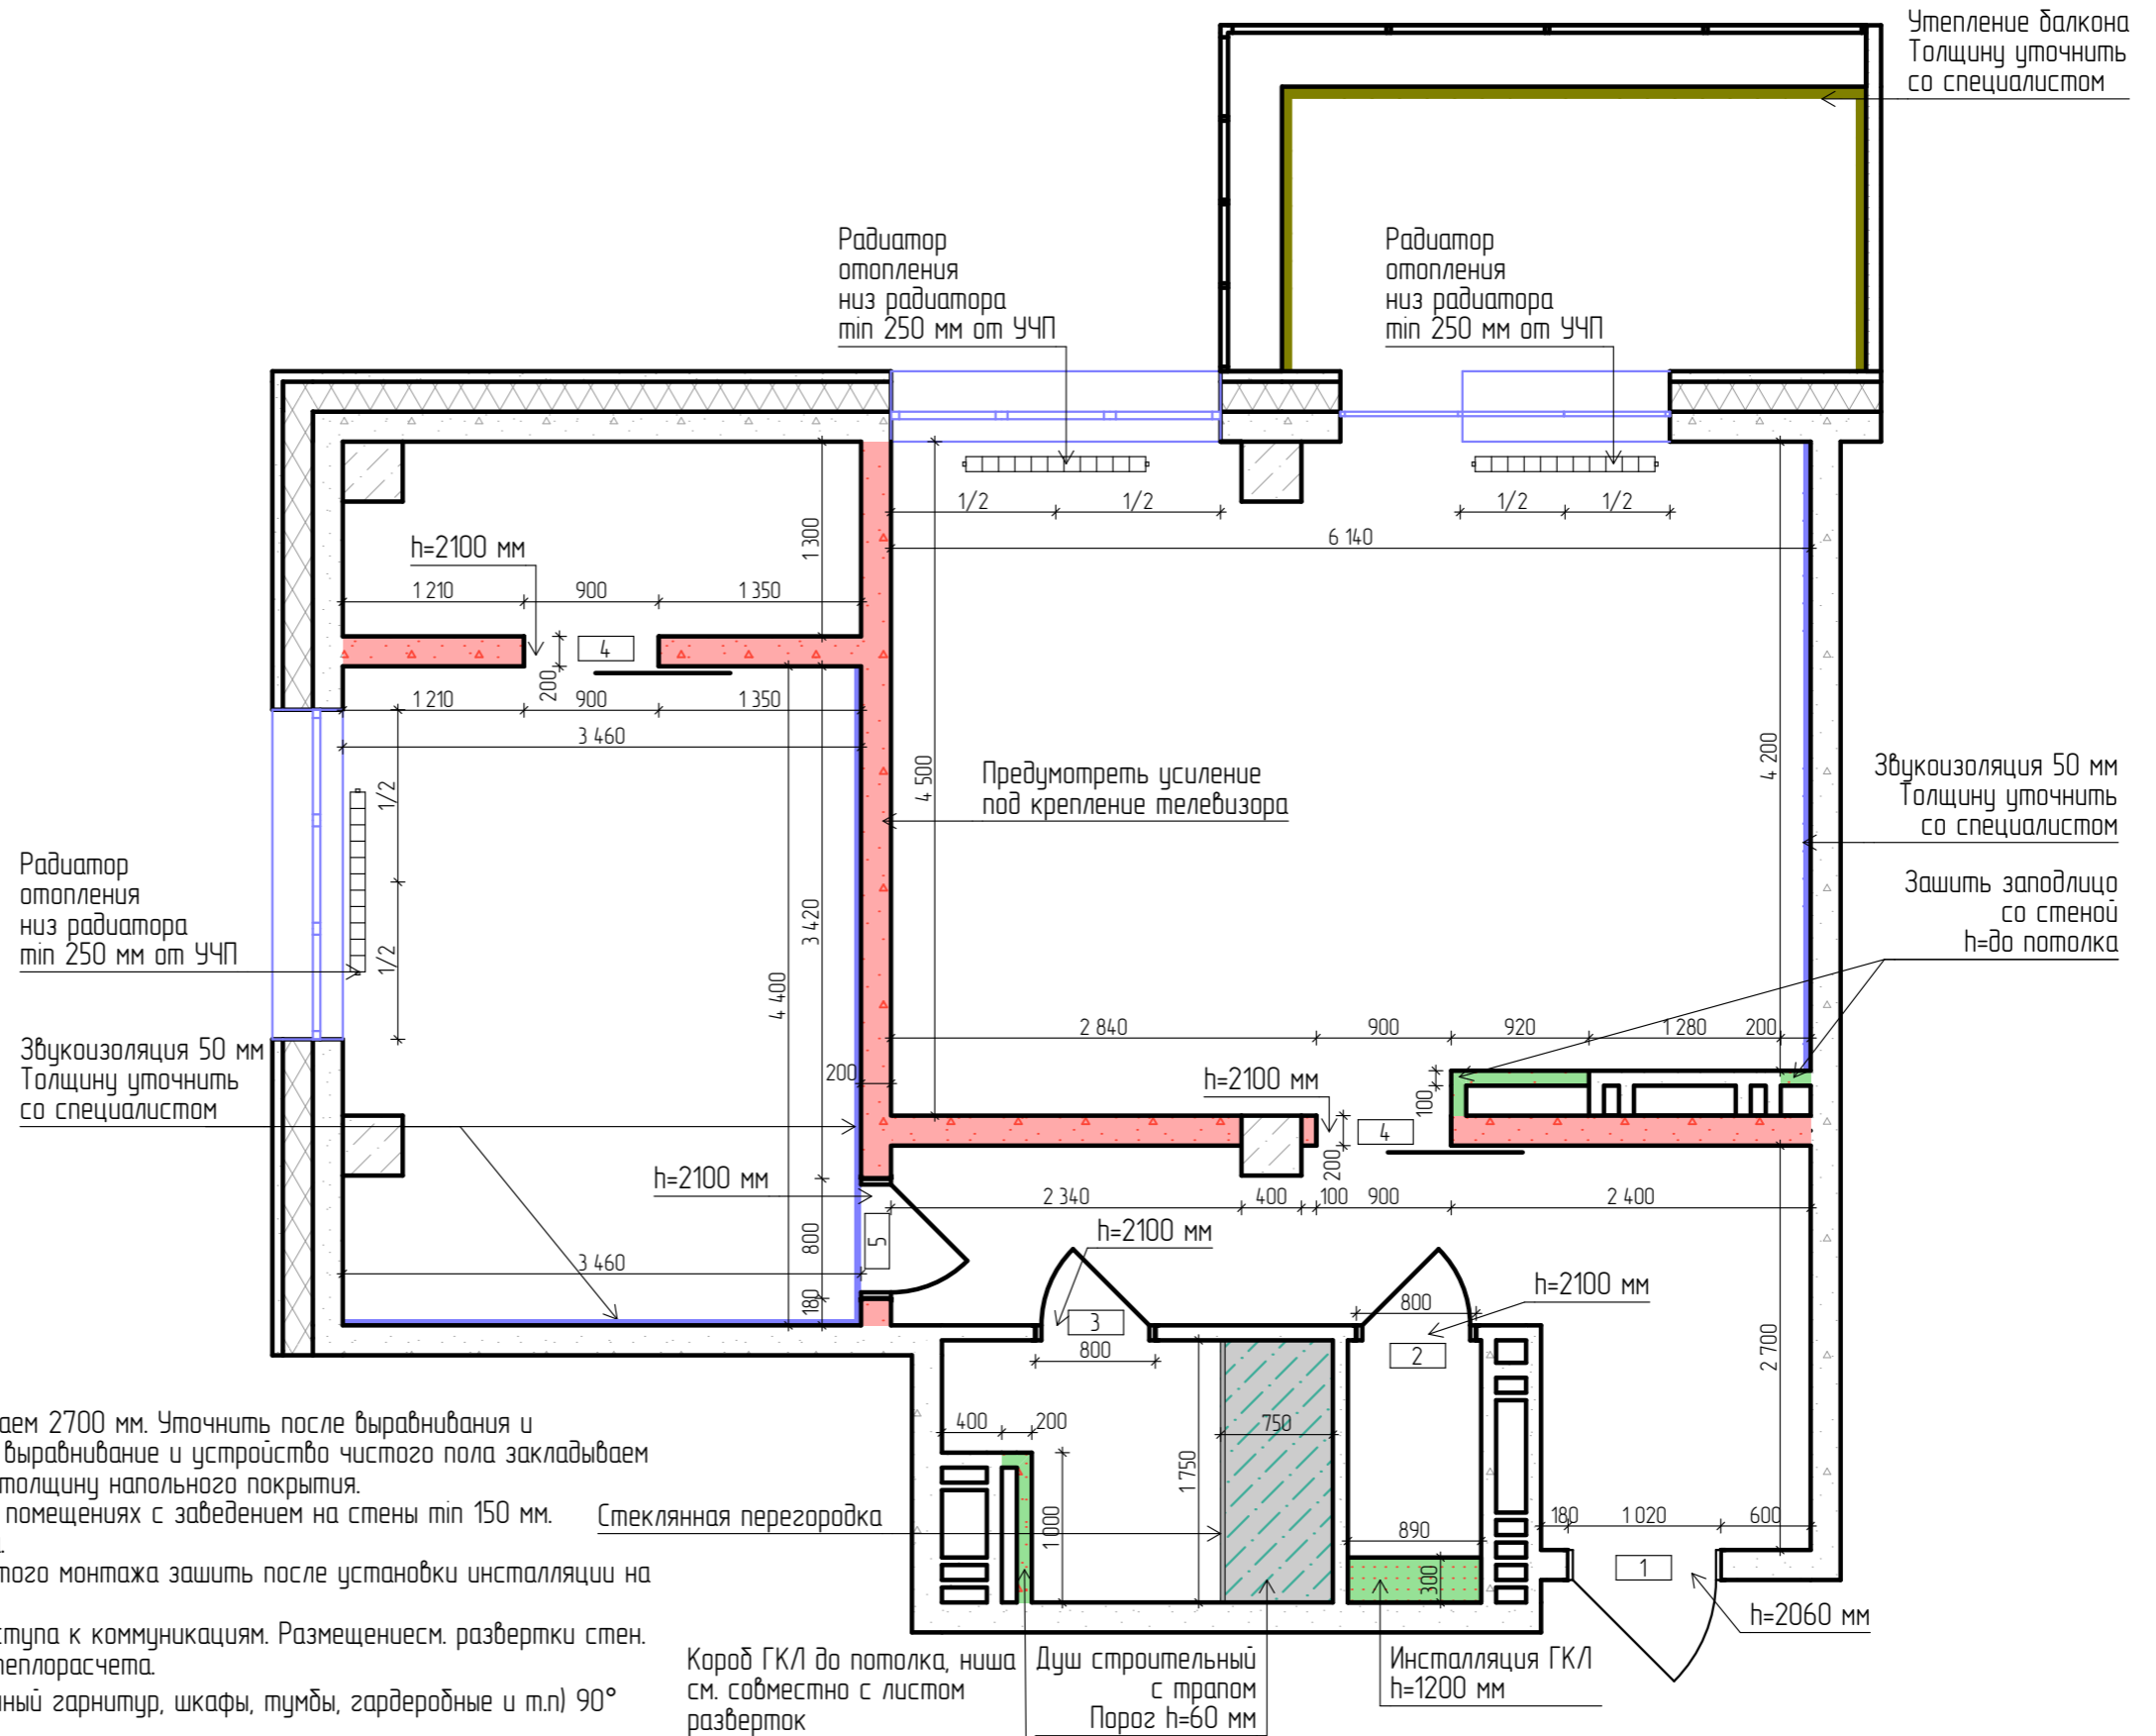 Утепление балкона
Толщину уточнить
со специалистом
Радиатор
отопления
низ радиатора
min 250 мм от УЧП
Радиатор
отопления
низ радиатора
min 250 мм от УЧП
1/2
1/2
1/2
1/2
6 140
h=2100 мм
1 300
1 210
900
1 350
4
200
1 210
900
1 350
3 460
4 500
4 200
Предумотреть усиление
под крепление телевизора
Звукоизоляция 50 мм
Толщину уточнить
со специалистом
1/2
1/2
3 420
4 400
Радиатор
отопления
низ радиатора
min 250 мм от УЧП
Зашить заподлицо
со стеной
h=до потолка
Звукоизоляция 50 мм
Толщину уточнить
со специалистом
2 840
900
920
1 280
200
200
h=2100 мм
100
4
200
h=2100 мм
2 340
400
100
900
2 400
5
800
h=2100 мм
3 460
180
h=2100 мм
800
3
800
2
2 700
400
200
750
1 750
1 000
890
300
180
1 020
600
1
h=2060 мм
Стеклянная перегородка
аем 2700 мм. Уточнить после выравнивания и
выравнивание и устройство чистого пола закладываем
толщину напольного покрытия.
помещениях с заведением на стены min 150 мм.
того монтажа зашить после установки инсталляции на
ступа к коммуникациям. Размещениесм. развертки стен.
теплорасчета.
ный гарнитур, шкафы, тумбы, гардеробные и т.п) 90°
Короб ГКЛ до потолка, ниша
см. совместно с листом
разверток
Душ строительный
с трапом
Порог h=60 мм
Инсталляция ГКЛ
h=1200 мм